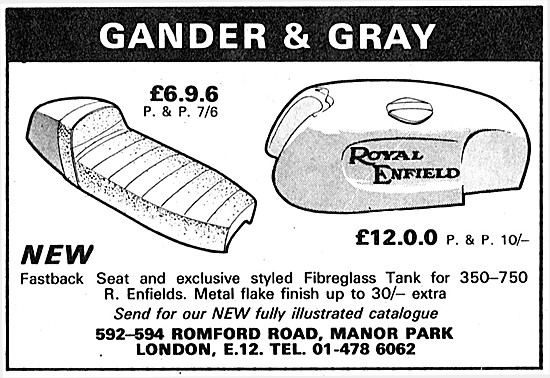 GANDER & GRAY
£6.9.6
P. & P. 7/6
ROYAL
ENFIELD
£12.0.0 P. & P. 10/–
NEW
Fastback Seat and exclusive styled Fibreglass Tank for 350–750
R. Enfields. Metal flake finish up to 30/– extra
Send for our NEW fully illustrated catalogue
592–594 ROMFORD ROAD, MANOR PARK
LONDON, E.12. TEL. 01-478 6062